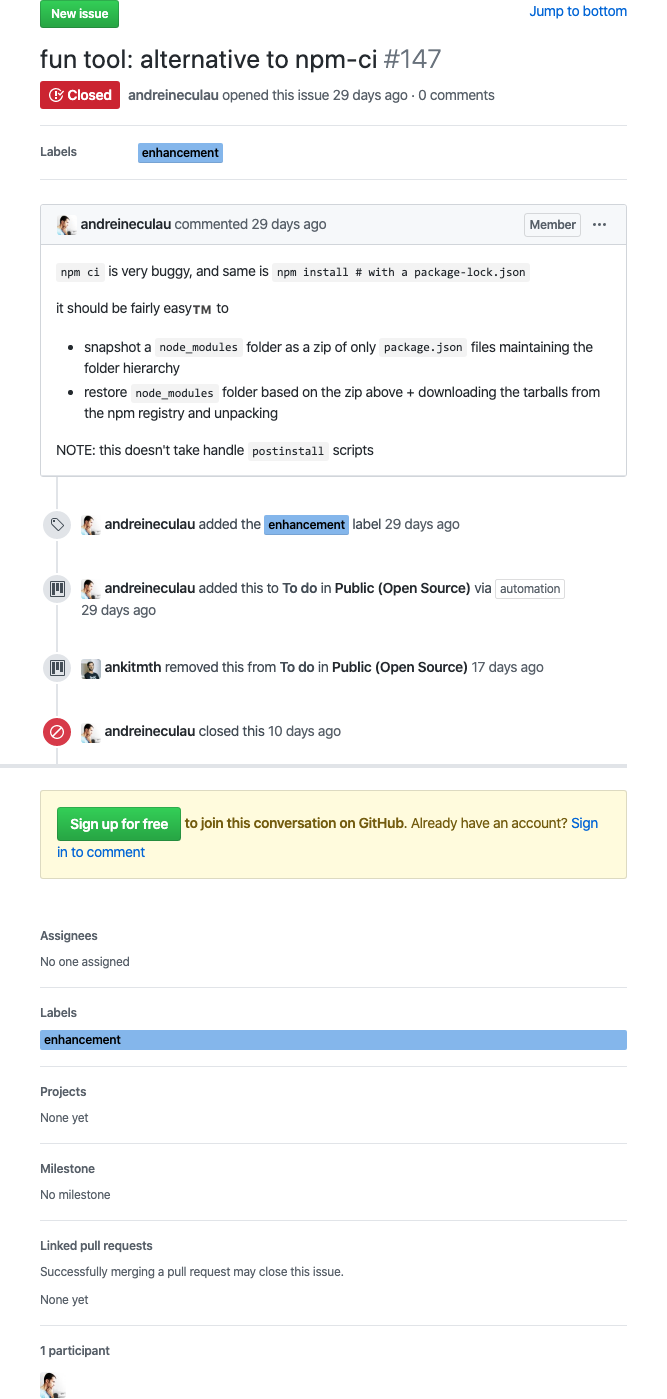 New issue
Jump to bottom
fun tool: alternative to npm-ci #147
Closed andreineculau opened this issue 29 days ago · 0 comments
Labels enhancement
andreineculau commented 29 days ago Member ···
npm ci is very buggy, and same is npm install # with a package-lock.json
it should be fairly easy™ to
• snapshot a node_modules folder as a zip of only package.json files maintaining the
folder hierarchy
• restore node_modules folder based on the zip above + downloading the tarballs from
the npm registry and unpacking
NOTE: this doesn't take handle postinstall scripts
andreineculau added the enhancement label 29 days ago
andreineculau added this to To do in Public (Open Source) via automation
29 days ago
ankitmth removed this from To do in Public (Open Source) 17 days ago
andreineculau closed this 10 days ago
Sign up for free to join this conversation on GitHub. Already have an account? Sign
in to comment
Assignees
No one assigned
Labels
enhancement
Projects
None yet
Milestone
No milestone
Linked pull requests
Successfully merging a pull request may close this issue.
None yet
1 participant